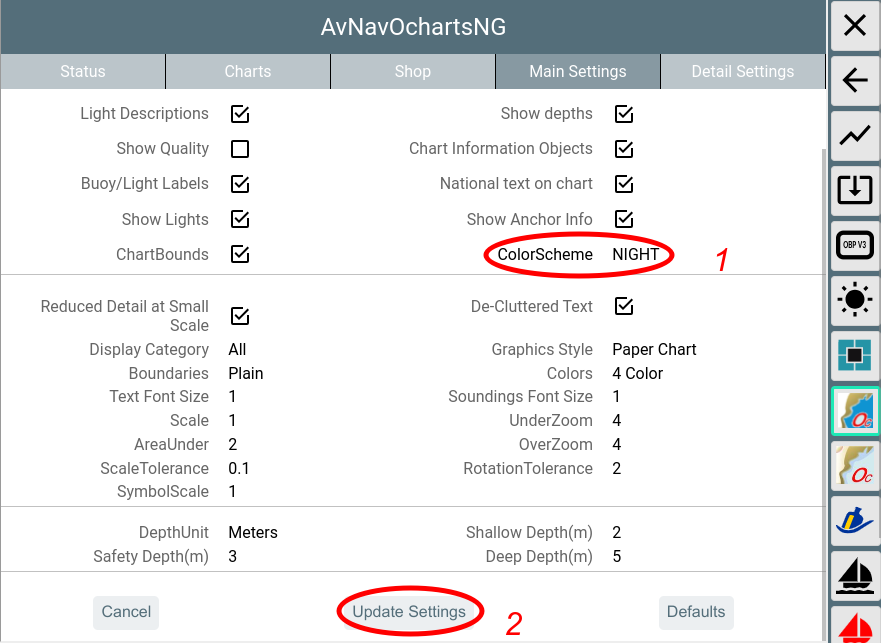 AvNavOchartsNG
Status Charts Shop Main Settings Detail Settings
Light Descriptions Show depths
Show Quality Chart Information Objects
Buoy/Light Labels National text on chart
Show Lights Show Anchor Info
ChartBounds ColorScheme NIGHT 1
OBP V3
Reduced Detail at Small
Scale
De-Cluttered Text
Display Category All Graphics Style Paper Chart
Boundaries Plain Colors 4 Color
Text Font Size 1 Soundings Font Size 1
Scale 1 UnderZoom 4
AreaUnder 2 OverZoom 4
ScaleTolerance 0.1 RotationTolerance 2
SymbolScale 1
DepthUnit Meters Shallow Depth(m) 2
Safety Depth(m) 3 Deep Depth(m) 5
Cancel Update Settings 2 Defaults